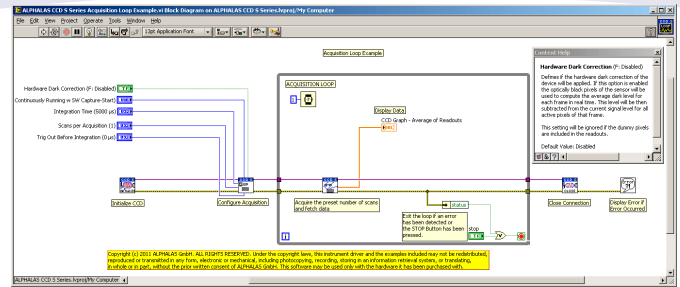 ALPHALAS CCD S Series Acquisition Loop Example.vi Block Diagram on ALPHALAS CCD S Series.lvproj/My Computer
File Edit View Project Operate Tools Window Help
13pt Application Font
Acquisition Loop Example
Context Help
Hardware Dark Correction (F: Disabled)
Defines if the hardware dark correction of the
device will be applied. If this option is enabled
the optically black pixels of the sensor will be
used to compute the average dark level for
each frame in real time. This level will be then
subtracted from the current signal level for all
active pixels of that frame.
This setting will be ignored if the dummy pixels
are included in the readouts.
Default Value: Disabled
ACQUISITION LOOP
Hardware Dark Correction (F: Disabled)
Continuously Running w SW Capture-Start)
Integration Time (5000 µs)
Scans per Acquisition (1)
Trig Out Before Integration (0 µs)
Display Data
CCD Graph - Average of Readouts
Initialize CCD
Configure Acquisition
Acquire the preset number of scans
and fetch data
status
Close Connection
Display Error if
Error Occurred
Exit the loop if an error
has been detected or
the STOP Button has been
pressed.
stop
Copyright (c) 2011 ALPHALAS GmbH. ALL RIGHTS RESERVED. Under the copyright laws, this instrument driver and the examples included may not be redistributed,
reproduced or transmitted in any form, electronic or mechanical, including photocopying, recording, storing in an information retrieval system, or translating,
in whole or in part, without the prior written consent of ALPHALAS GmbH. This software may be used only with the hardware it has been purchased with.
ALPHALAS CCD S Series.lvproj/My Computer